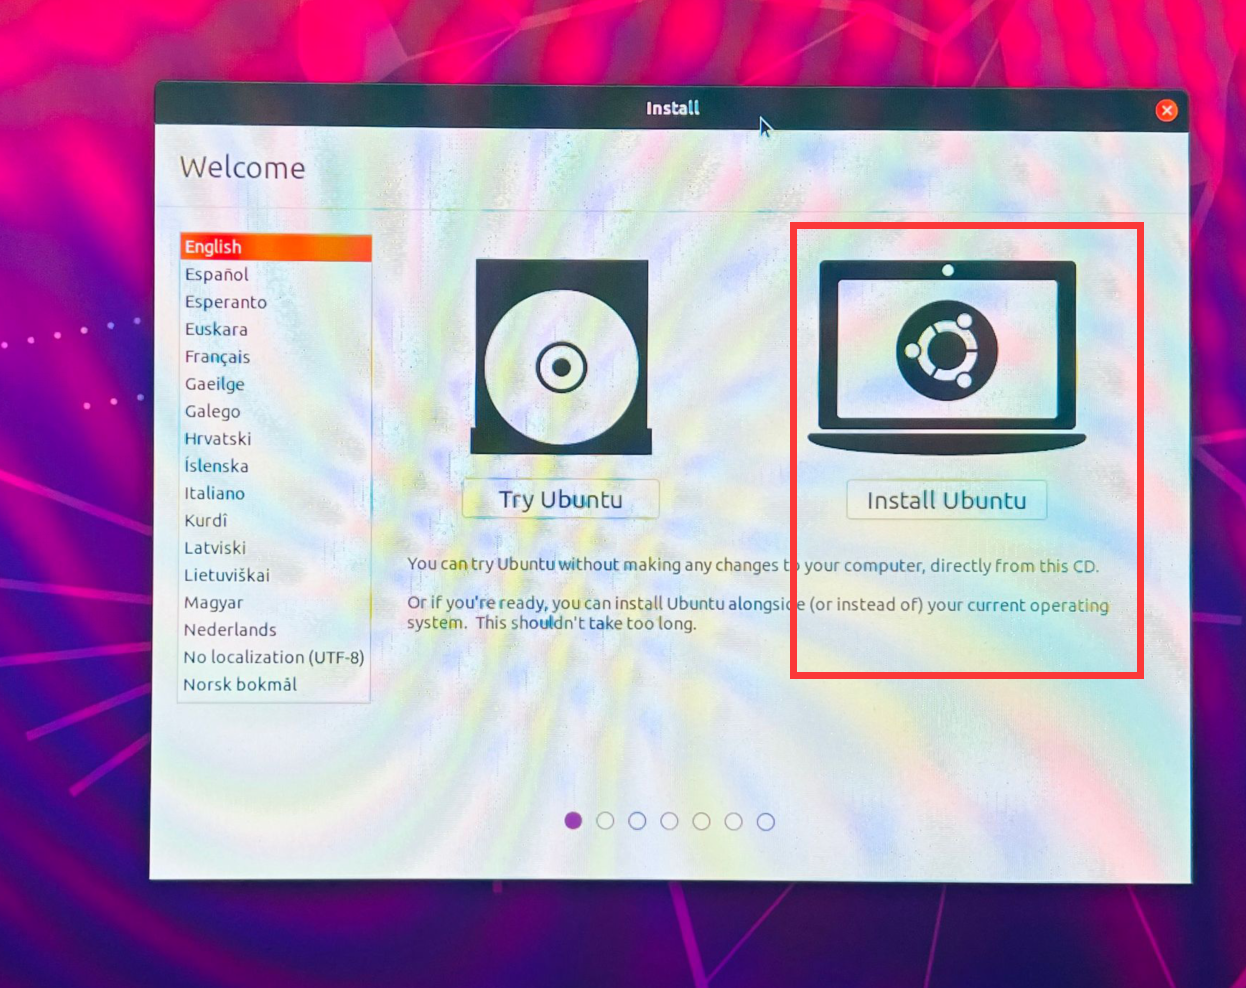 Install
Welcome
English
Español
Esperanto
Euskara
Français
Gaeilge
Galego
Hrvatski
Íslenska
Italiano
Kurdî
Latviski
Lietuviškai
Magyar
Nederlands
No localization (UTF-8)
Norsk bokmål
Try Ubuntu
Install Ubuntu
You can try Ubuntu without making any changes to your computer, directly from this CD.
Or if you're ready, you can install Ubuntu alongside (or instead of) your current operating
system. This shouldn't take too long.